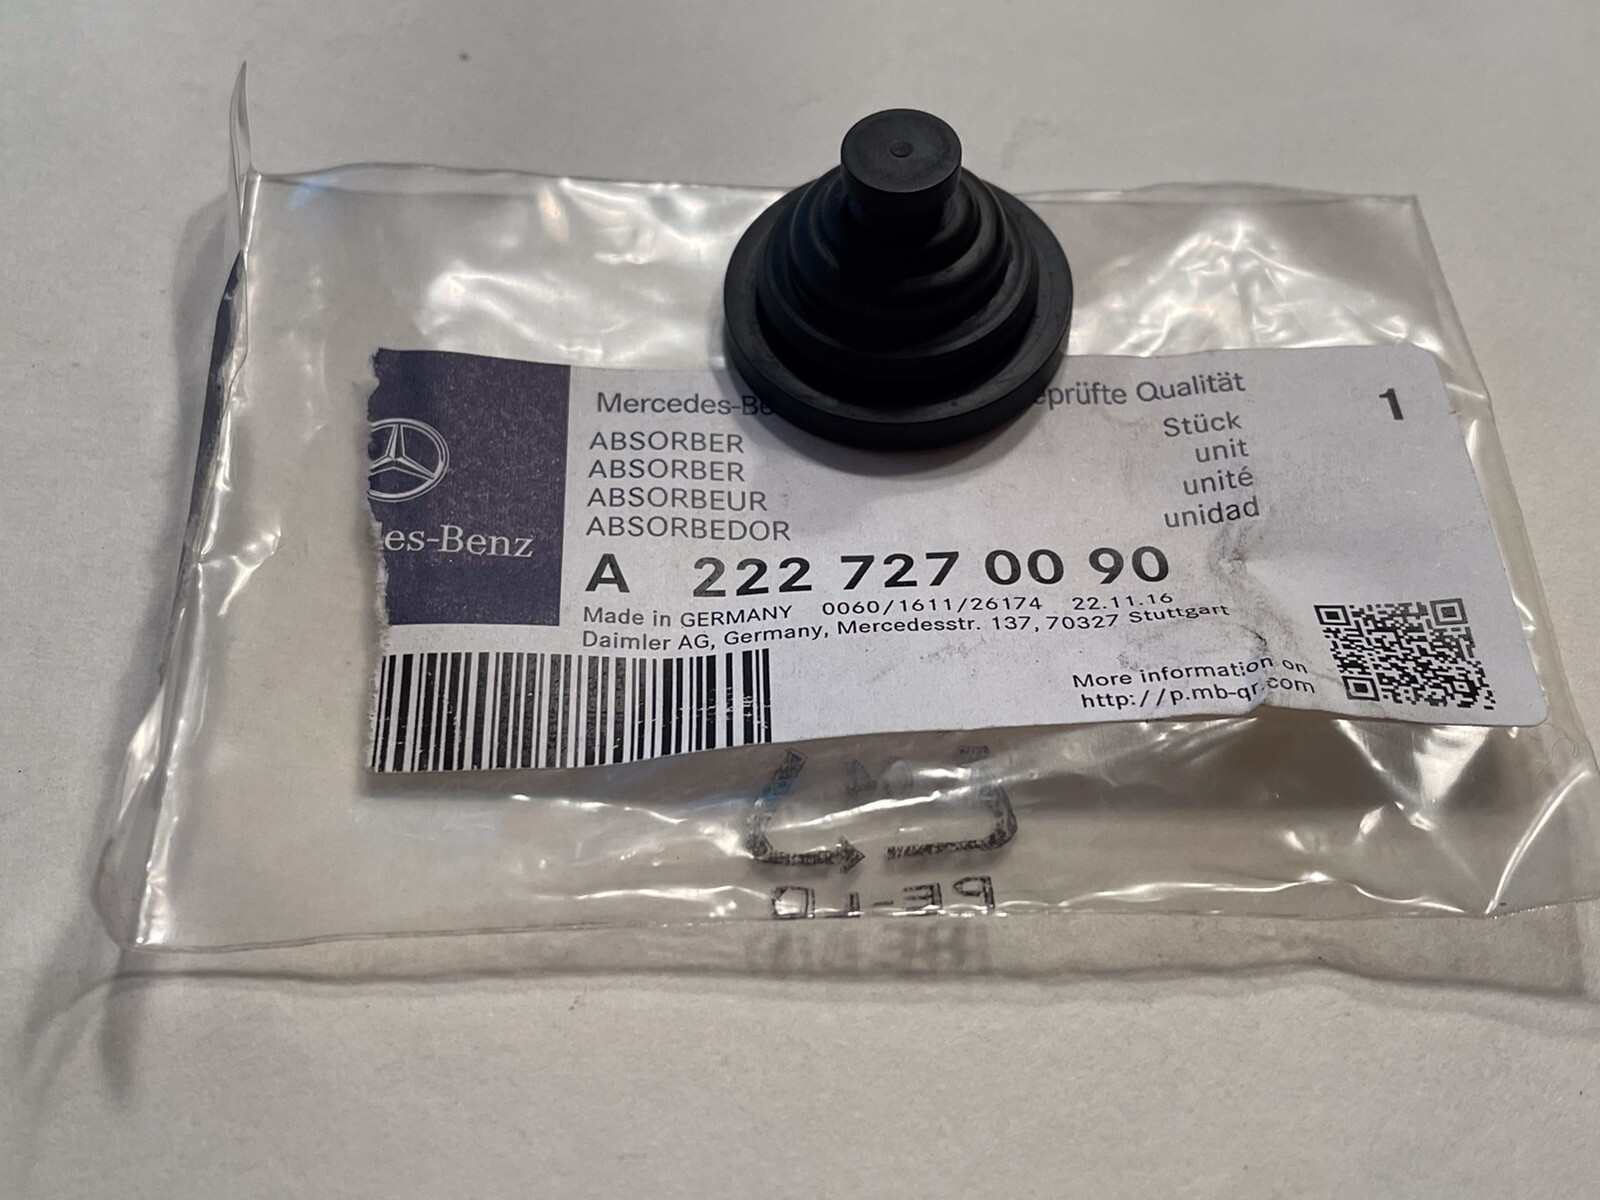 Mercedes-Be eprüfte Qualität
1
ABSORBER Stück
ABSORBER unit
ABSORBEUR unité
ABSORBEDOR unidad
es-Benz
A 222 727 00 90
Made in GERMANY 0060/1611/26174 22.11.16
Daimler AG, Germany, Mercedesstr. 137, 70327 Stuttgart
More information on
http://p.mb-qr.com